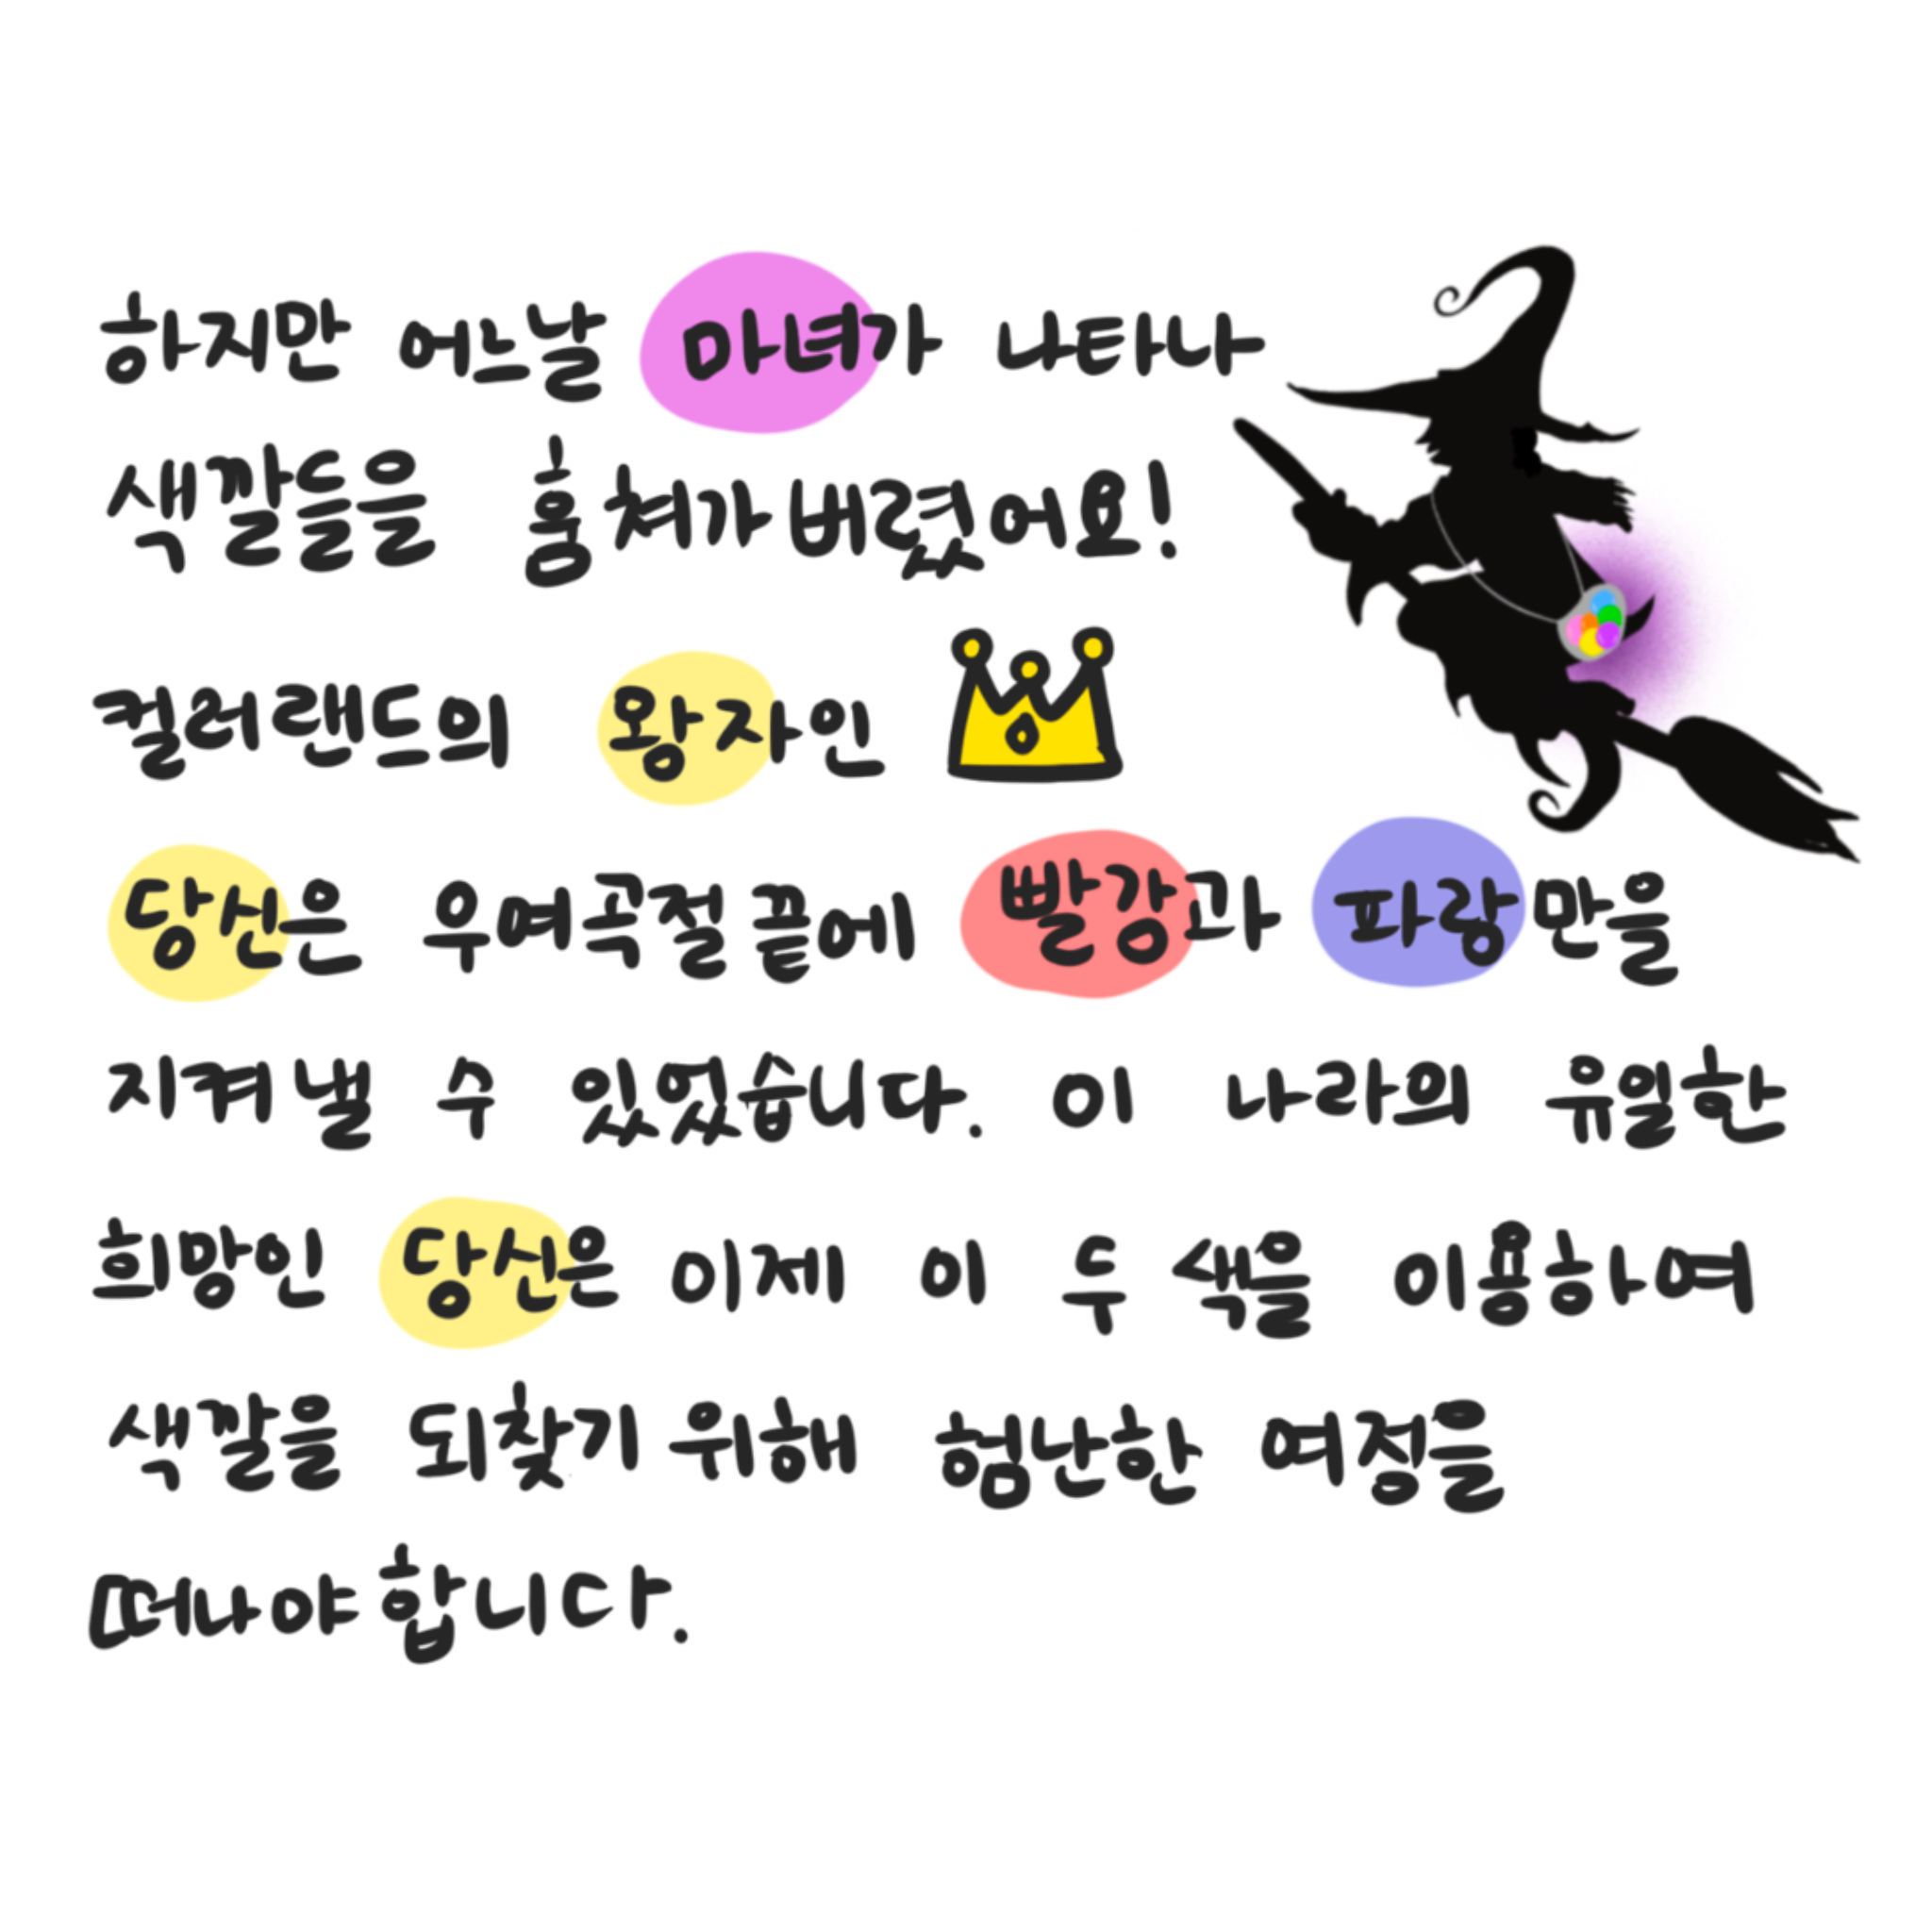 하지만 어느날 마녀가 나타나
색깔들을 훔쳐가버렸어요!
컬러랜드의 왕자인
당신은 우여곡절끝에 빨강과 파랑만을
지켜낼 수 있었습니다. 이 나라의 유일한
희망인 당신은 이제 이 두 색을 이용하여
색깔을 되찾기위해 험난한 여정을
떠나야합니다.